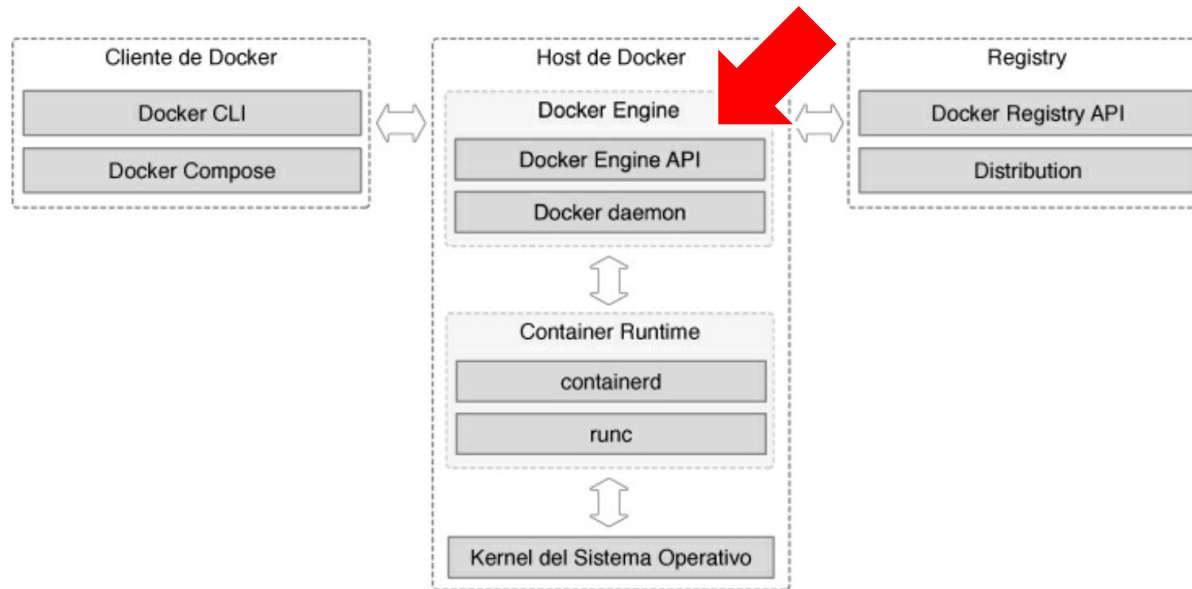 Cliente de Docker
Docker CLI
Docker Compose
Host de Docker
Docker Engine
Docker Engine API
Docker daemon
Container Runtime
containerd
runc
Kernel del Sistema Operativo
Registry
Docker Registry API
Distribution